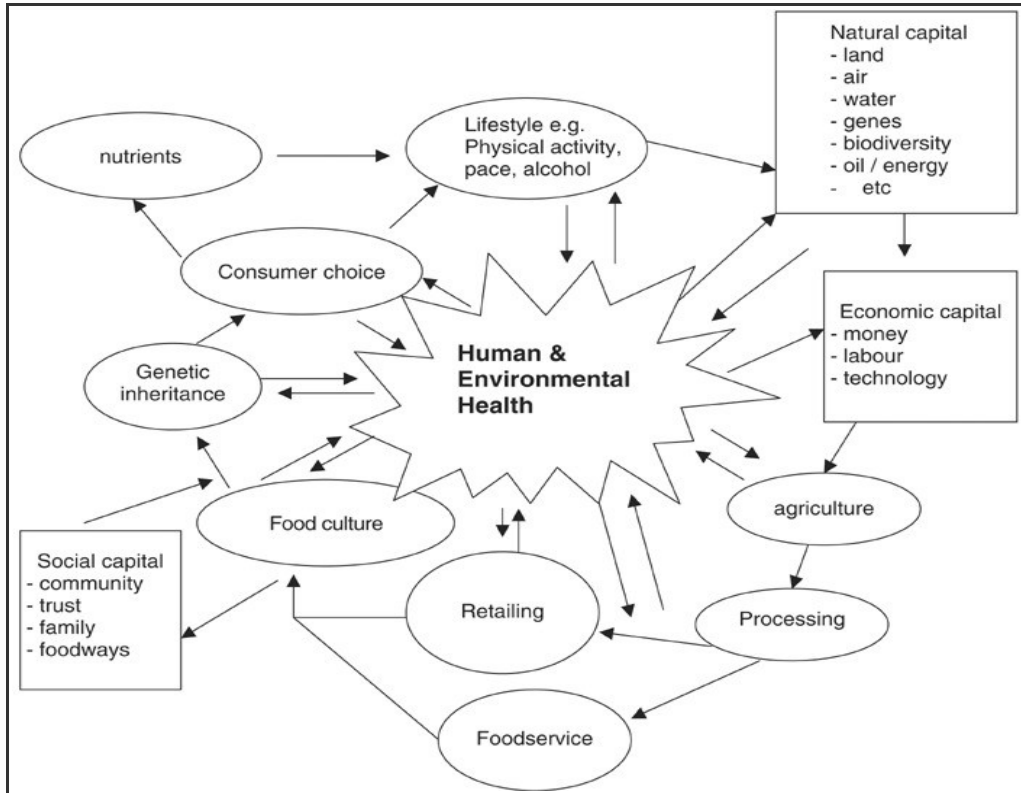 Natural capital
- land
- air
- water
- genes
- biodiversity
- oil / energy
- etc
Lifestyle e.g.
Physical activity,
pace, alcohol
nutrients
Consumer choice
Economic capital
- money
- labour
- technology
Human &
Environmental
Health
Genetic
inheritance
agriculture
Food culture
Social capital
- community
- trust
- family
- foodways
Retailing
Processing
Foodservice